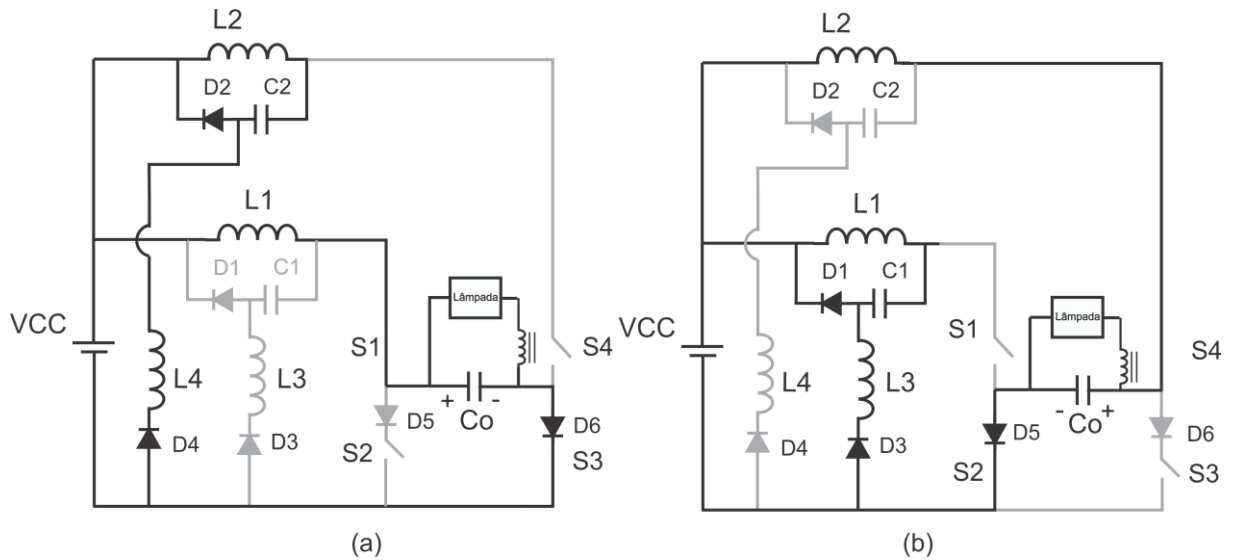 L2
D2
C2
L1
D1
C1
VCC
L4
L3
D4
D3
S1
Lâmpada
S4
+
-
Co
D5
D6
S2
S3
(a)
L2
D2
C2
L1
D1
C1
VCC
L4
L3
D4
D3
S1
Lâmpada
S4
-
Co
+
D5
D6
S2
S3
(b)